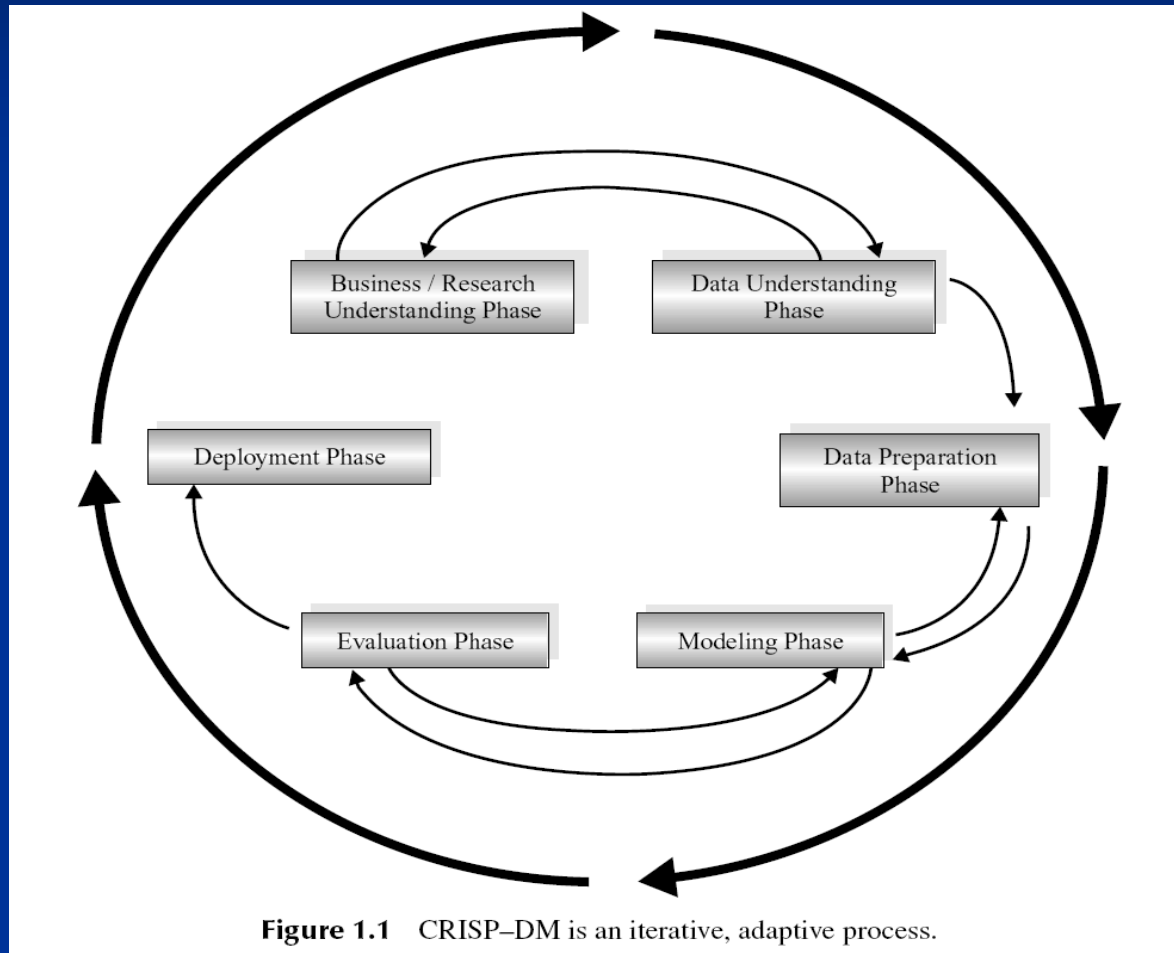 Business / Research
Understanding Phase
Data Understanding
Phase
Deployment Phase
Data Preparation
Phase
Evaluation Phase
Modeling Phase
Figure 1.1 CRISP–DM is an iterative, adaptive process.